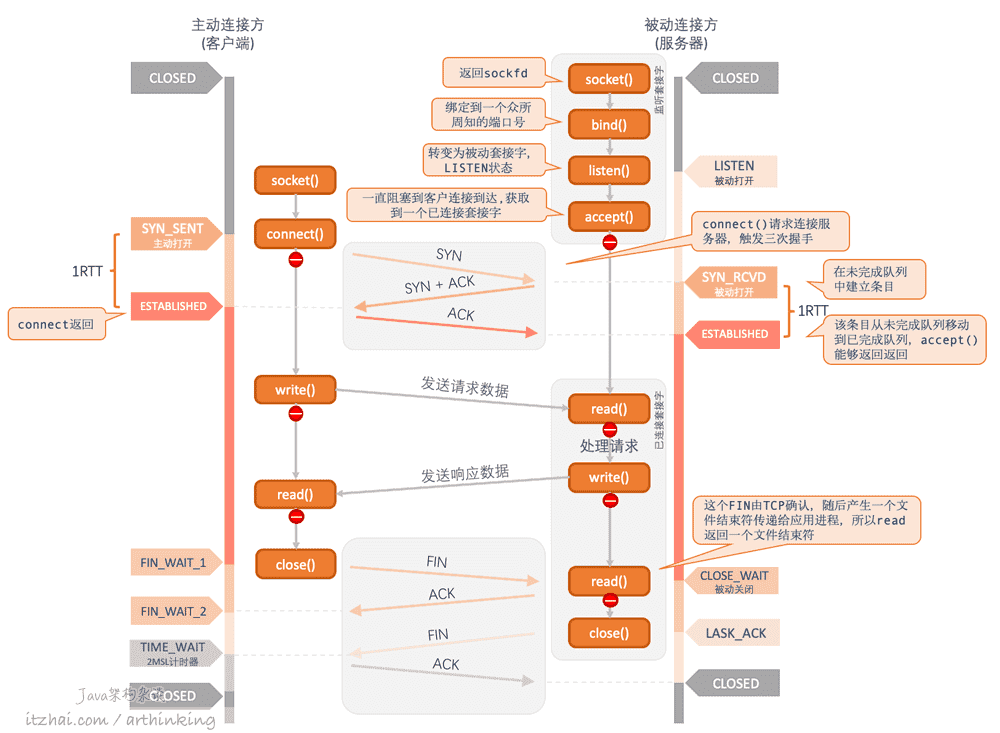 主动连接方
(客户端)
被动连接方
(服务器)
CLOSED
返回sockfd
socket()
监听套接字
CLOSED
绑定到一个众所
周知的端口号
bind()
转变为被动套接字,
LISTEN状态
listen()
LISTEN
被动打开
socket()
一直阻塞到客户连接到达,获取
到一个已连接套接字
accept()
SYN_SENT
主动打开
connect()
connect()请求连接服
务器, 触发三次握手
SYN
1RTT
SYN + ACK
SYN_RCVD
被动打开
在未完成队列
中建立条目
ESTABLISHED
ACK
1RTT
connect返回
ESTABLISHED
该条目从未完成队列移动
到已完成队列, accept()
能够返回返回
write()
发送请求数据
read()
已连接套接字
处理请求
发送响应数据
write()
read()
这个FIN由TCP确认, 随后产生一个文
件结束符传递给应用进程, 所以read
返回一个文件结束符
FIN_WAIT_1
close()
FIN
read()
CLOSE_WAIT
被动关闭
ACK
FIN_WAIT_2
FIN
close()
LASK_ACK
TIME_WAIT
2MSL计时器
ACK
CLOSED
CLOSED
Java架构杂谈
itzhai.com / arthinking